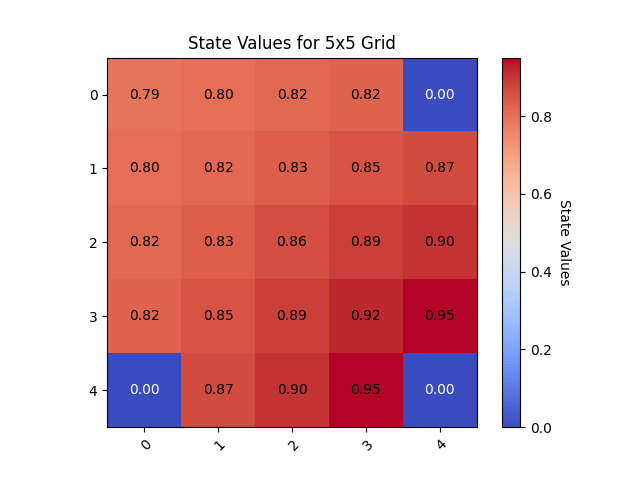 State Values for 5x5 Grid
0 0.79 0.80 0.82 0.82 0.00
1 0.80 0.82 0.83 0.85 0.87
2 0.82 0.83 0.86 0.89 0.90
3 0.82 0.85 0.89 0.92 0.95
4 0.00 0.87 0.90 0.95 0.00
0 1 2 3 4
0.8
0.6
0.4
0.2
0.0
State Values